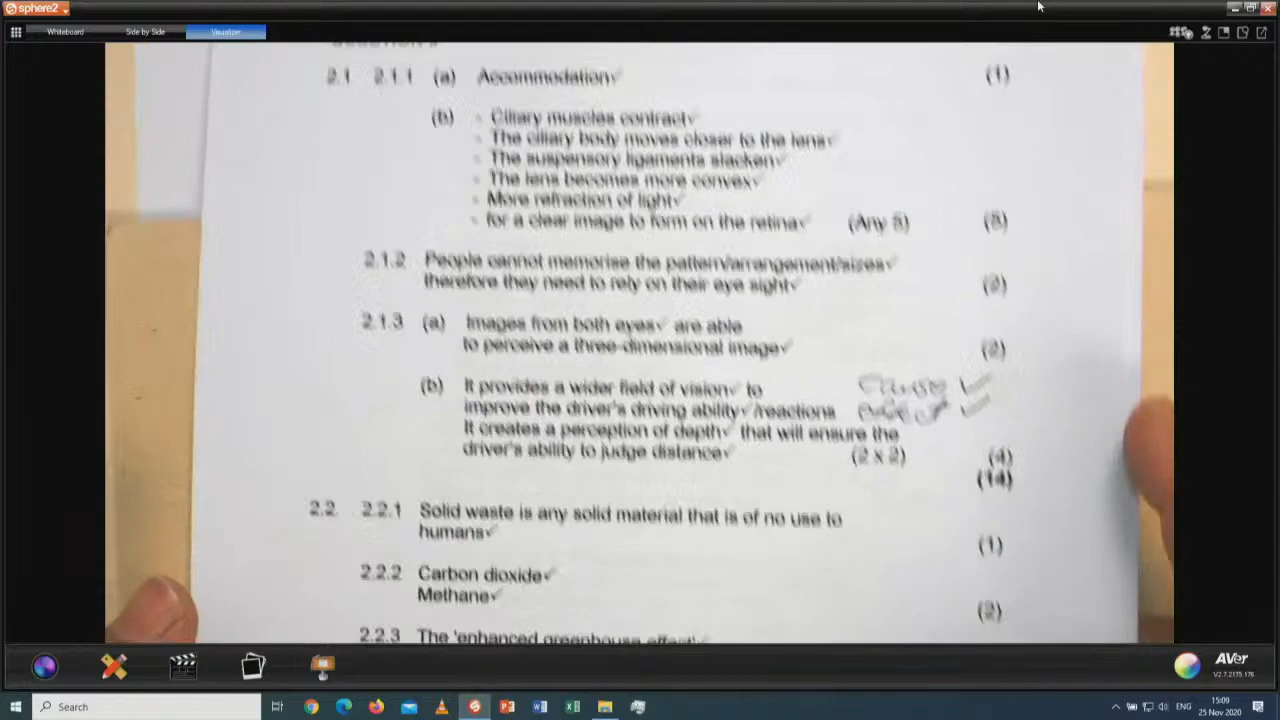 sphere2
Whiteboard Side by Side Visualizer
2.1 2.1.1 (a) Accommodation✓ (1)
(b) - Ciliary muscles contract✓
- The ciliary body moves closer to the lens✓
- The suspensory ligaments slacken✓
- The lens becomes more convex✓
- More refraction of light✓
- for a clear image to form on the retina✓ (Any 5) (5)
2.1.2 People cannot memorise the pattern/arrangement/sizes✓
therefore they need to rely on their eye sight✓ (2)
2.1.3 (a) Images from both eyes✓ are able
to perceive a three-dimensional image✓ (2)
(b) It provides a wider field of vision✓ to cause ✓
improve the driver's driving ability✓/reactions ✓
It creates a perception of depth✓ that will ensure the
driver's ability to judge distance✓ (2 x 2) (4)
(14)
2.2 2.2.1 Solid waste is any solid material that is of no use to
humans✓ (1)
2.2.2 Carbon dioxide✓
Methane✓ (2)
2.2.3 The 'enhanced greenhouse effect'✓
AVer
V2.7.2175.176
Search
ENG
15:09
25 Nov 2020